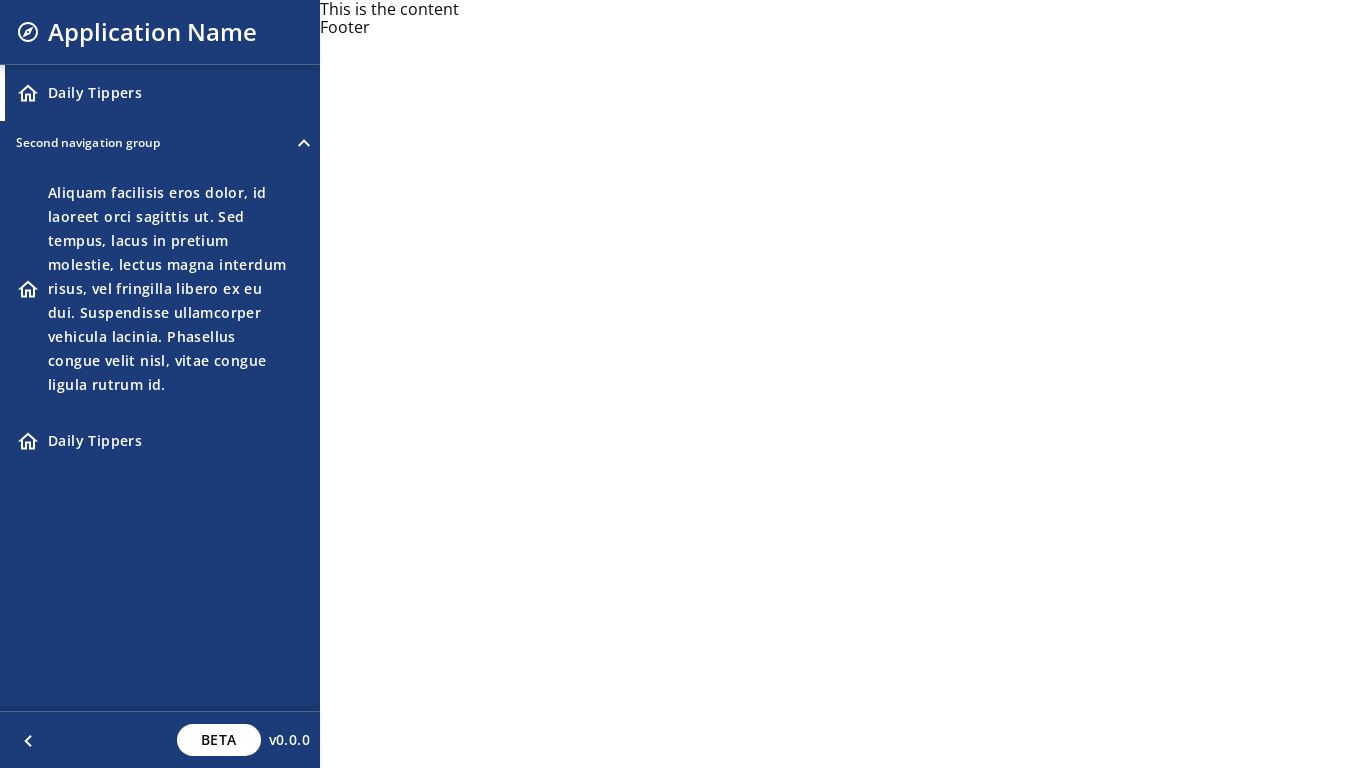 Application Name
Daily Tippers
Second navigation group
Aliquam facilisis eros dolor, id
laoreet orci sagittis ut. Sed
tempus, lacus in pretium
molestie, lectus magna interdum
risus, vel fringilla libero ex eu
dui. Suspendisse ullamcorper
vehicula lacinia. Phasellus
congue velit nisl, vitae congue
ligula rutrum id.
Daily Tippers
BETA v0.0.0
This is the content
Footer